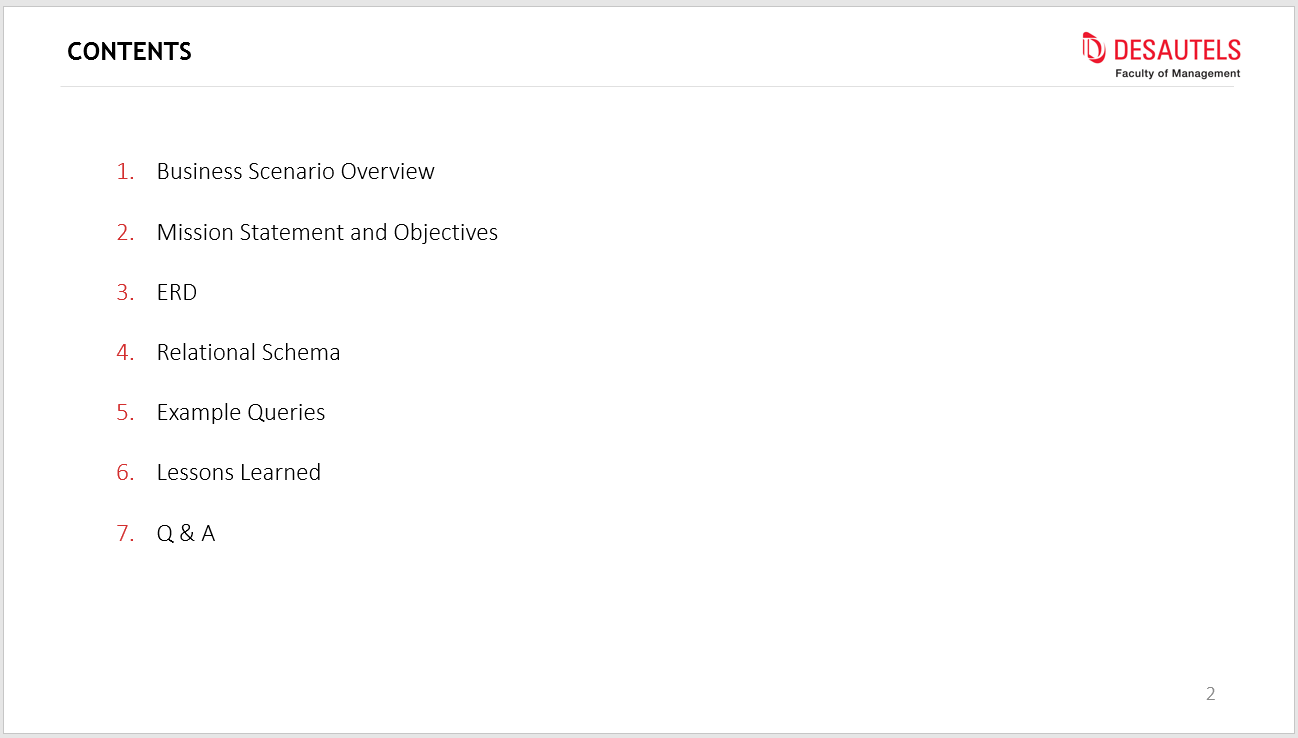 CONTENTS
DESAUTELS
Faculty of Management
1. Business Scenario Overview
2. Mission Statement and Objectives
3. ERD
4. Relational Schema
5. Example Queries
6. Lessons Learned
7. Q & A
2